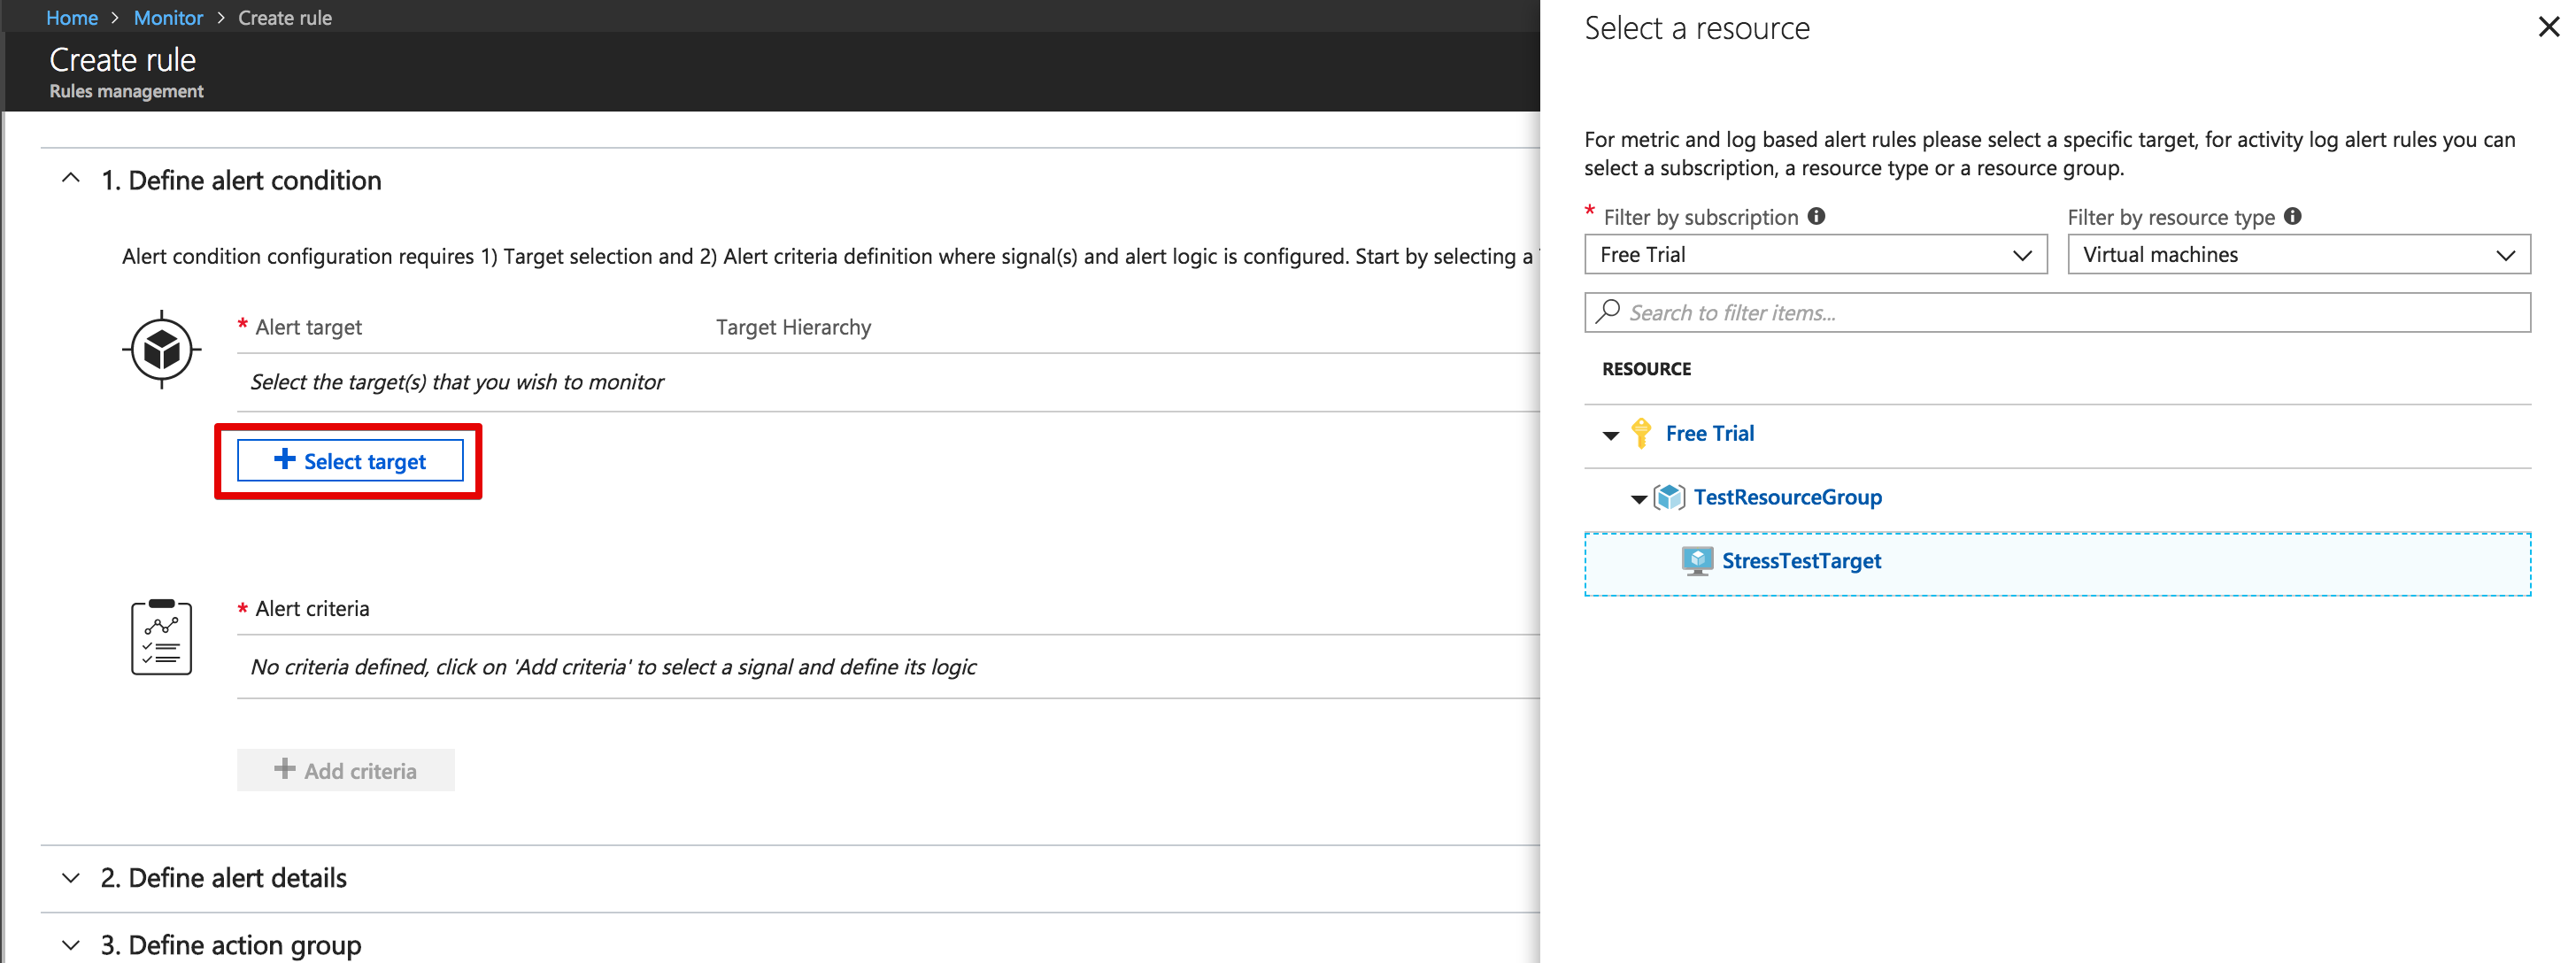 Home > Monitor > Create rule
Create rule
Rules management
1. Define alert condition
Alert condition configuration requires 1) Target selection and 2) Alert criteria definition where signal(s) and alert logic is configured. Start by selecting a
* Alert target Target Hierarchy
Select the target(s) that you wish to monitor
+ Select target
* Alert criteria
No criteria defined, click on 'Add criteria' to select a signal and define its logic
+ Add criteria
2. Define alert details
3. Define action group
Select a resource
For metric and log based alert rules please select a specific target, for activity log alert rules you can
select a subscription, a resource type or a resource group.
* Filter by subscription Filter by resource type
Free Trial Virtual machines
Search to filter items...
RESOURCE
Free Trial
TestResourceGroup
StressTestTarget